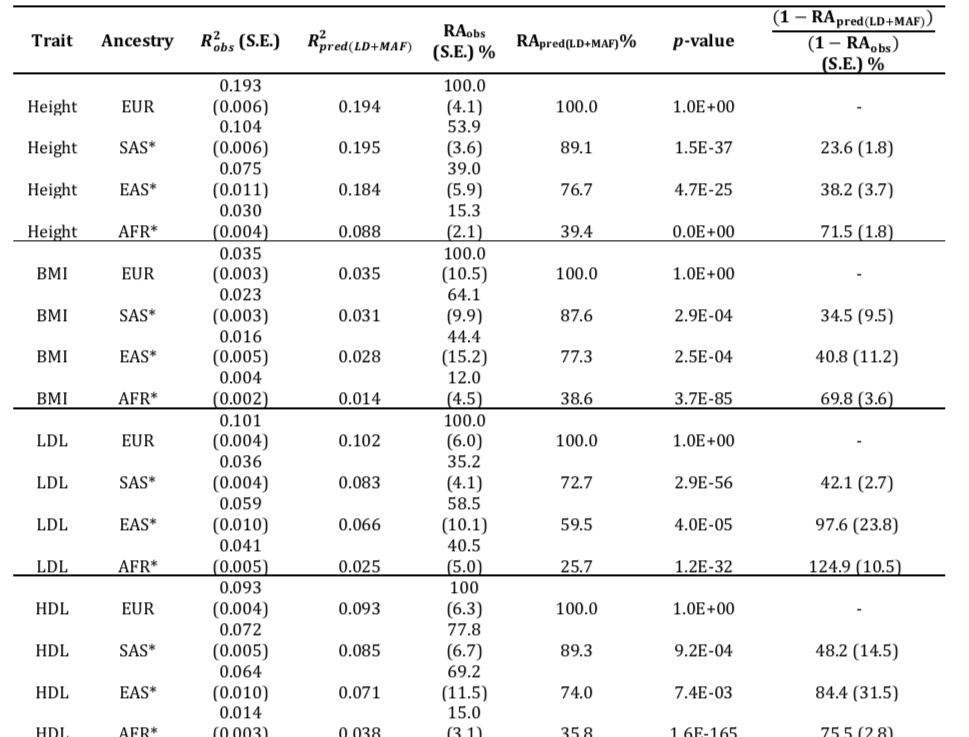 Trait Ancestry R²obs (S.E.) R²pred(LD+MAF) RAobs (S.E.) % RApred(LD+MAF)% p-value (1 − RApred(LD+MAF)) / (1 − RAobs) (S.E.) %
Height EUR 0.193 (0.006) 0.194 100.0 (4.1) 100.0 1.0E+00 -
Height SAS* 0.104 (0.006) 0.195 53.9 (3.6) 89.1 1.5E-37 23.6 (1.8)
Height EAS* 0.075 (0.011) 0.184 39.0 (5.9) 76.7 4.7E-25 38.2 (3.7)
Height AFR* 0.030 (0.004) 0.088 15.3 (2.1) 39.4 0.0E+00 71.5 (1.8)
BMI EUR 0.035 (0.003) 0.035 100.0 (10.5) 100.0 1.0E+00 -
BMI SAS* 0.023 (0.003) 0.031 64.1 (9.9) 87.6 2.9E-04 34.5 (9.5)
BMI EAS* 0.016 (0.005) 0.028 44.4 (15.2) 77.3 2.5E-04 40.8 (11.2)
BMI AFR* 0.004 (0.002) 0.014 12.0 (4.5) 38.6 3.7E-85 69.8 (3.6)
LDL EUR 0.101 (0.004) 0.102 100.0 (6.0) 100.0 1.0E+00 -
LDL SAS* 0.036 (0.004) 0.083 35.2 (4.1) 72.7 2.9E-56 42.1 (2.7)
LDL EAS* 0.059 (0.010) 0.066 58.5 (10.1) 59.5 4.0E-05 97.6 (23.8)
LDL AFR* 0.041 (0.005) 0.025 40.5 (5.0) 25.7 1.2E-32 124.9 (10.5)
HDL EUR 0.093 (0.004) 0.093 100 (6.3) 100.0 1.0E+00 -
HDL SAS* 0.072 (0.005) 0.085 77.8 (6.7) 89.3 9.2E-04 48.2 (14.5)
HDL EAS* 0.064 (0.010) 0.071 69.2 (11.5) 74.0 7.4E-03 84.4 (31.5)
HDL AFR* 0.014 (0.003) 0.038 15.0 (3.1) 35.8 1.6E-165 75.5 (2.8)